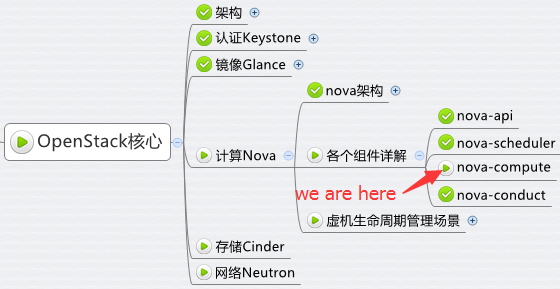 架构
认证Keystone
镜像Glance
nova架构
nova-api
OpenStack核心
nova-scheduler
计算Nova
各个组件详解
nova-compute
we are here
nova-conduct
虚机生命周期管理场景
存储Cinder
网络Neutron